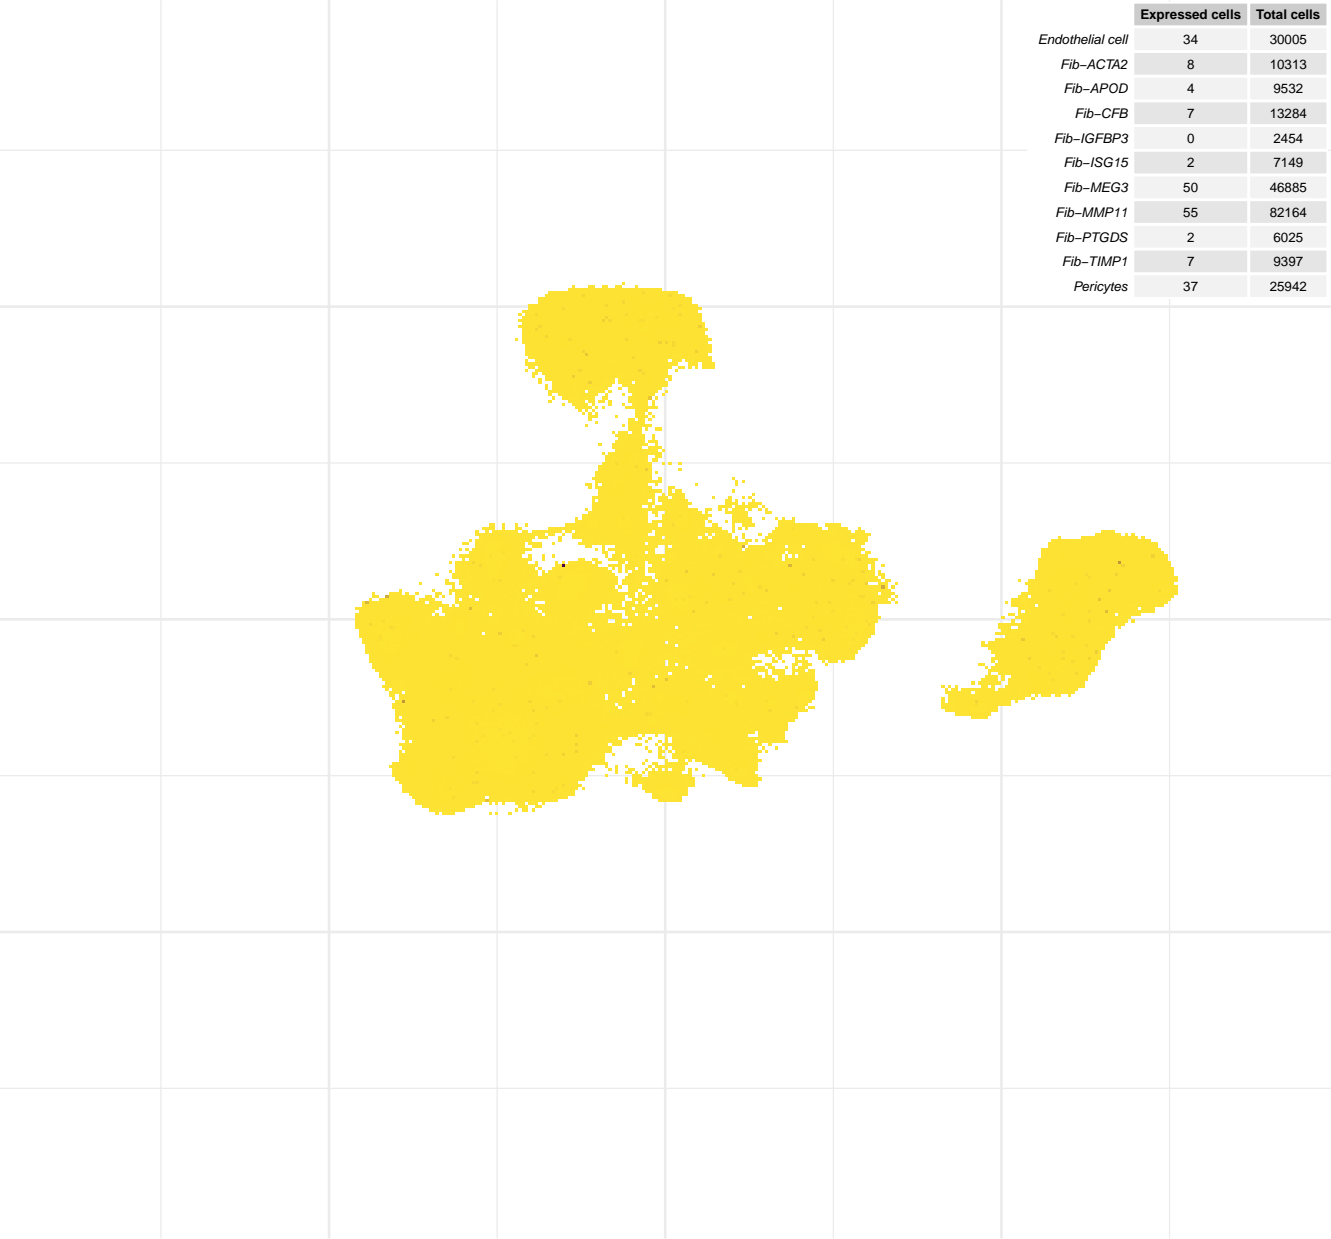 Expressed cells Total cells
Endothelial cell 34 30005
Fib−ACTA2 8 10313
Fib−APOD 4 9532
Fib−CFB 7 13284
Fib−IGFBP3 0 2454
Fib−ISG15 2 7149
Fib−MEG3 50 46885
Fib−MMP11 55 82164
Fib−PTGDS 2 6025
Fib−TIMP1 7 9397
Pericytes 37 25942